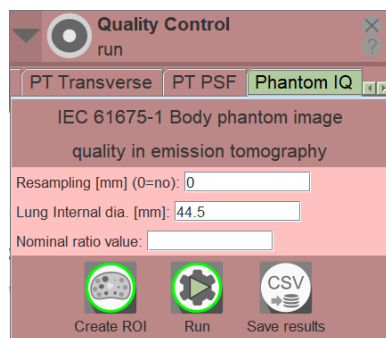 Quality Control
run
PT Transverse PT PSF Phantom IQ
IEC 61675-1 Body phantom image
quality in emission tomography
Resampling [mm] (0=no): 0
Lung Internal dia. [mm]: 44.5
Nominal ratio value:
CSV
Create ROI Run Save results